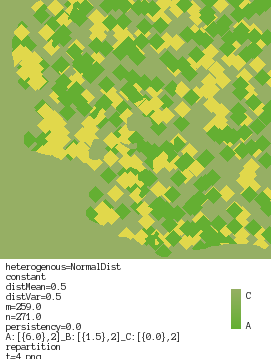 heterogenous=NormalDist
constant
distMean=0.5
distVar=0.5
m=259.0
n=271.0
persistency=0.0
A:[{6.0},2]_B:[{1.5},2]_C:[{0.0},2]
repartition
t=4.png
C
A